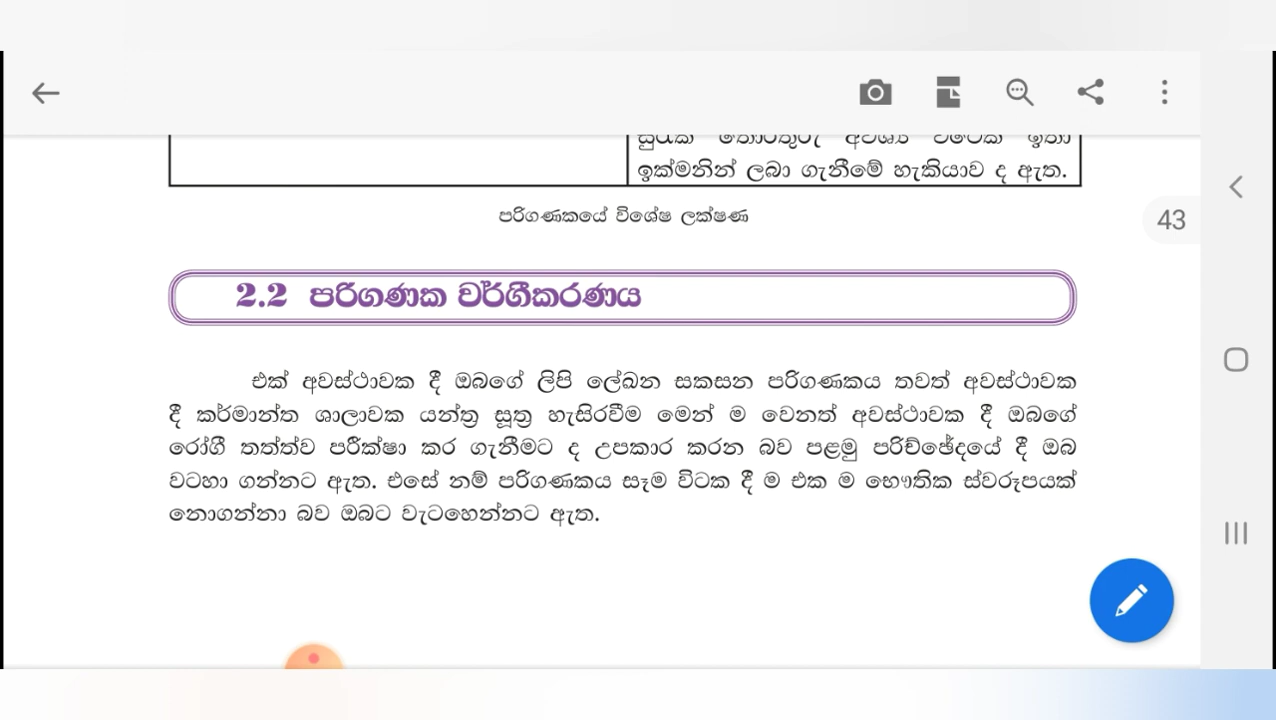 සුරැකි තොරතුරු අවශ්‍ය විටෙක ඉතා
ඉක්මනින් ලබා ගැනීමේ හැකියාව ද ඇත.
පරිගණකයේ විශේෂ ලක්ෂණ
43
2.2 පරිගණක වර්ගීකරණය
එක් අවස්ථාවක දී ඔබගේ ලිපි ලේඛන සකසන පරිගණකය තවත් අවස්ථාවක
දී කර්මාන්ත ශාලාවක යන්ත්‍ර සූත්‍ර හැසිරවීම මෙන් ම වෙනත් අවස්ථාවක දී ඔබගේ
රෝගී තත්ත්ව පරීක්ෂා කර ගැනීමට ද උපකාර කරන බව පළමු පරිච්ඡේදයේ දී ඔබ
වටහා ගන්නට ඇත. එසේ නම් පරිගණකය සෑම විටක දී ම එක ම භෞතික ස්වරූපයක්
නොගන්නා බව ඔබට වැටහෙන්නට ඇත.